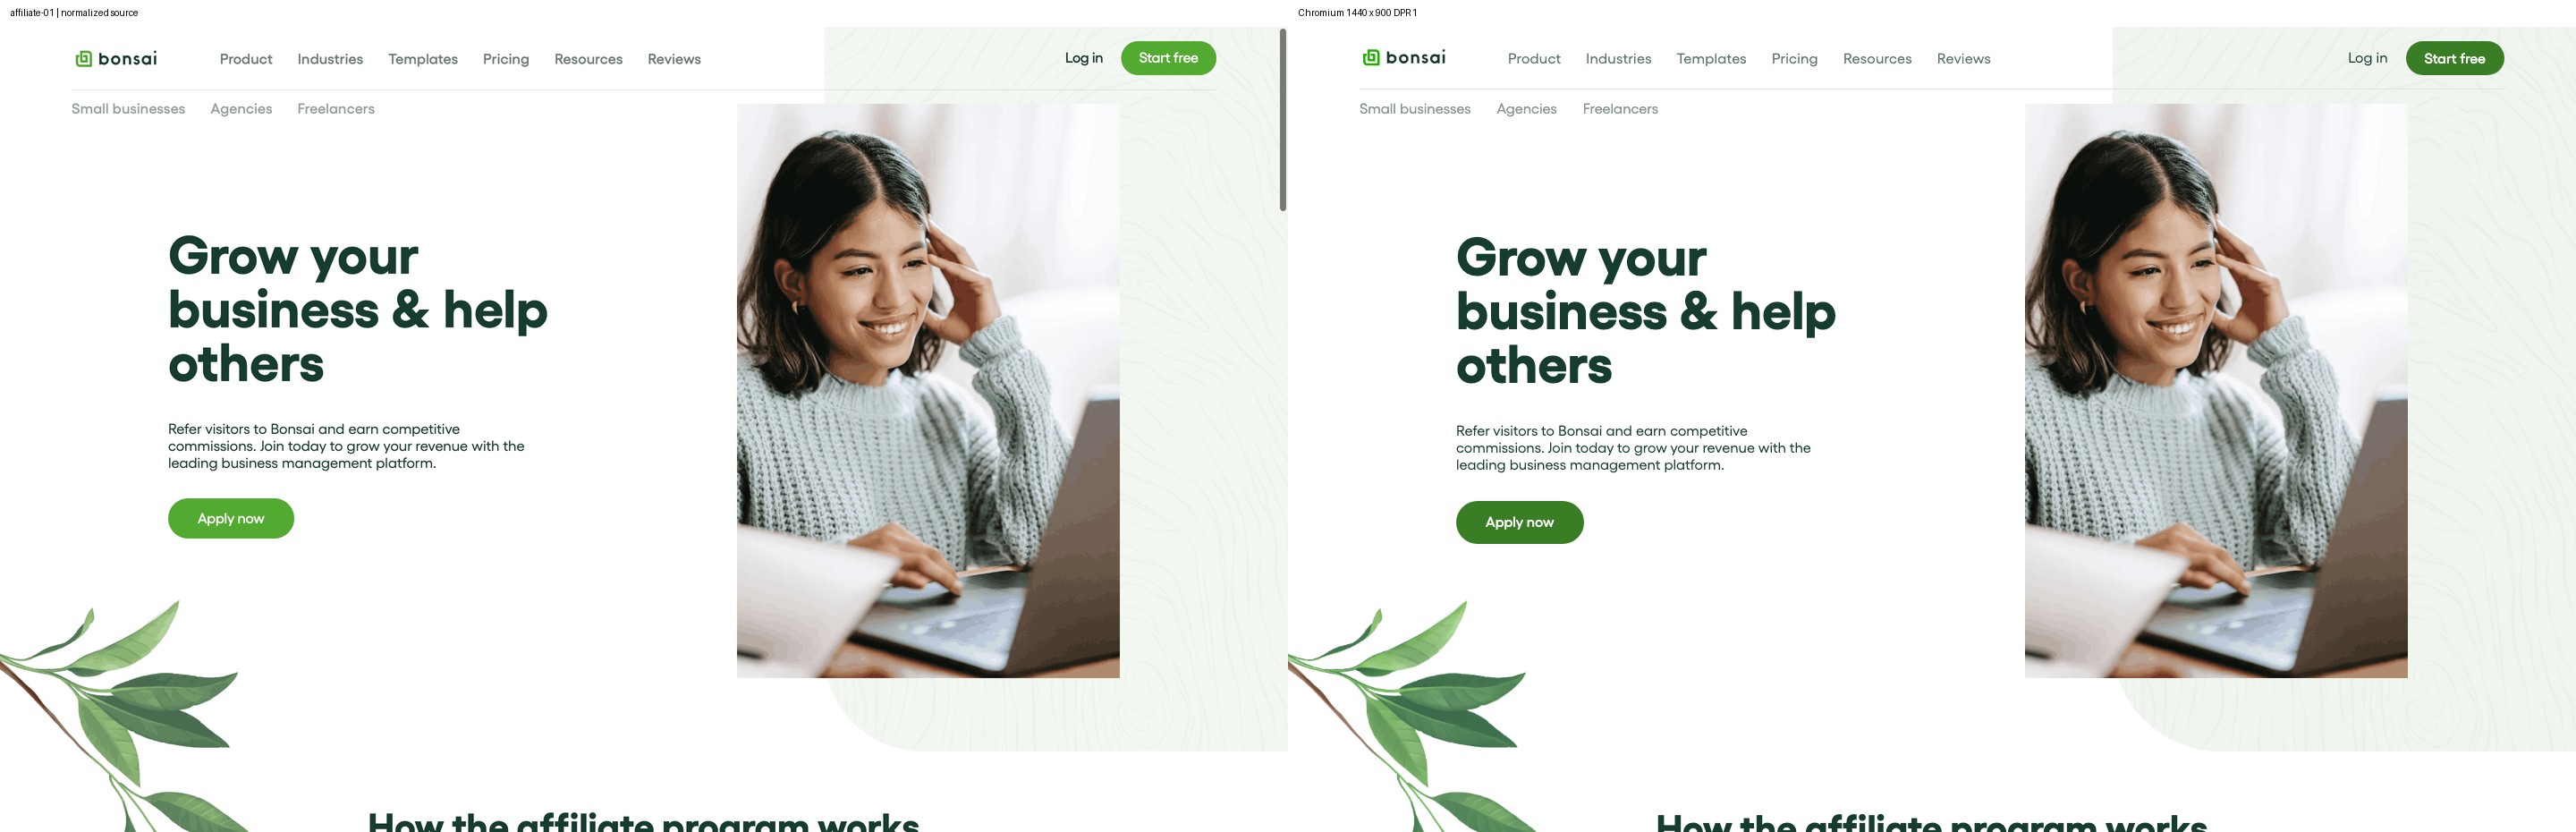 affiliate-01 | normalized source
bonsai
Product Industries Templates Pricing Resources Reviews
Log in
Start free
Small businesses Agencies Freelancers
Grow your
business & help
others
Refer visitors to Bonsai and earn competitive
commissions. Join today to grow your revenue with the
leading business management platform.
Apply now
How the affiliate program works
Chromium 1440 x 900 DPR 1
bonsai
Product Industries Templates Pricing Resources Reviews
Log in
Start free
Small businesses Agencies Freelancers
Grow your
business & help
others
Refer visitors to Bonsai and earn competitive
commissions. Join today to grow your revenue with the
leading business management platform.
Apply now
How the affiliate program works